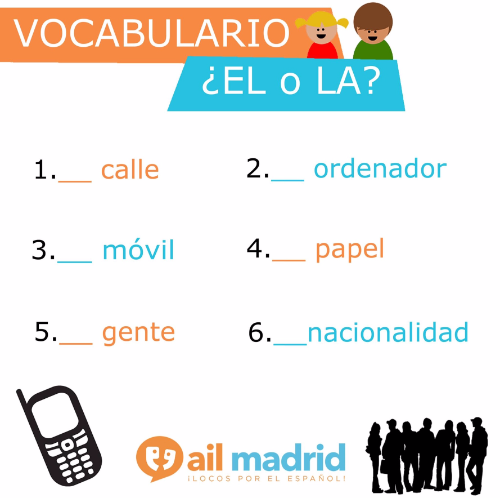 VOCABULARIO
¿EL o LA?
1.__ calle
2.__ ordenador
3.__ móvil
4.__ papel
5.__ gente
6.__nacionalidad
ail madrid
¡LOCOS POR EL ESPAÑOL!